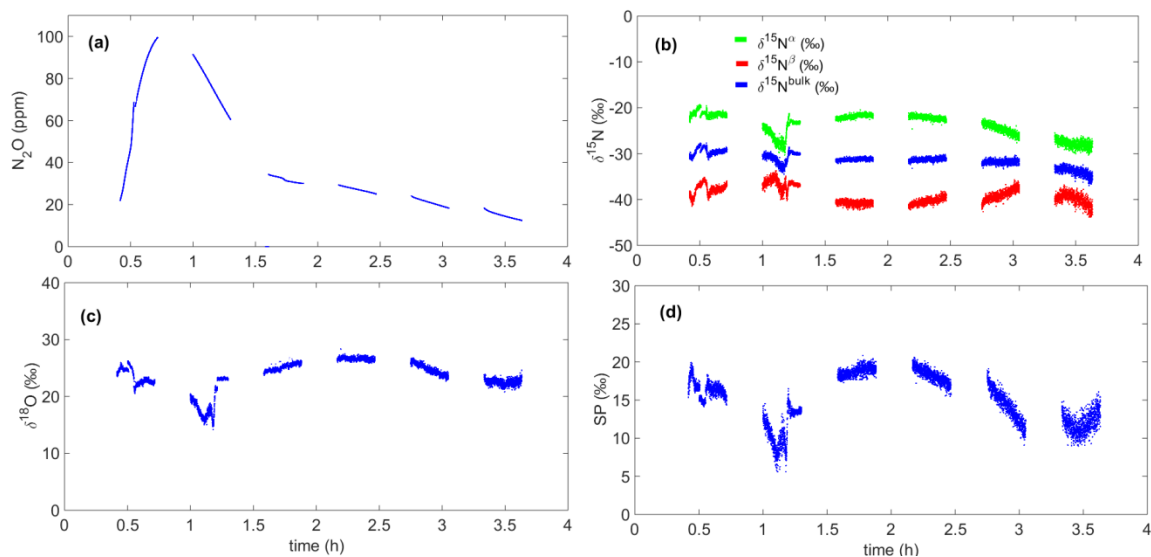 (a)
N2O (ppm)
100
80
60
40
20
0
0 0.5 1 1.5 2 2.5 3 3.5 4
(b)
δ15Nα (‰)
δ15Nβ (‰)
δ15Nbulk (‰)
δ15N (‰)
0
-10
-20
-30
-40
-50
0 0.5 1 1.5 2 2.5 3 3.5 4
(c)
δ18O (‰)
40
30
20
10
0
0 0.5 1 1.5 2 2.5 3 3.5 4
time (h)
(d)
SP (‰)
30
25
20
15
10
5
0
0 0.5 1 1.5 2 2.5 3 3.5 4
time (h)